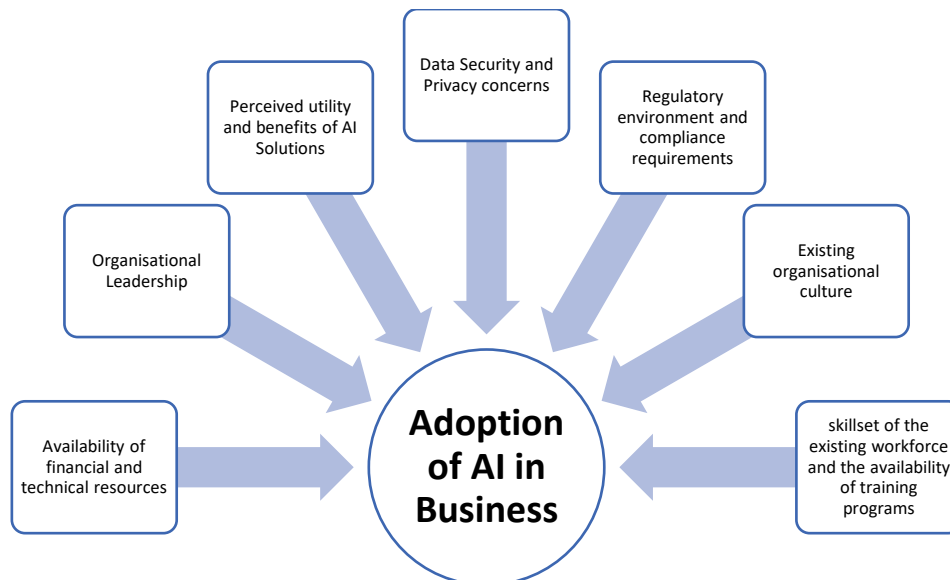 Data Security and
Privacy concerns
Perceived utility
and benefits of AI
Solutions
Regulatory
environment and
compliance
requirements
Organisational
Leadership
Existing
organisational
culture
Adoption
of AI in
Business
Availability of
financial and
technical resources
skillset of the
existing workforce
and the availability
of training
programs